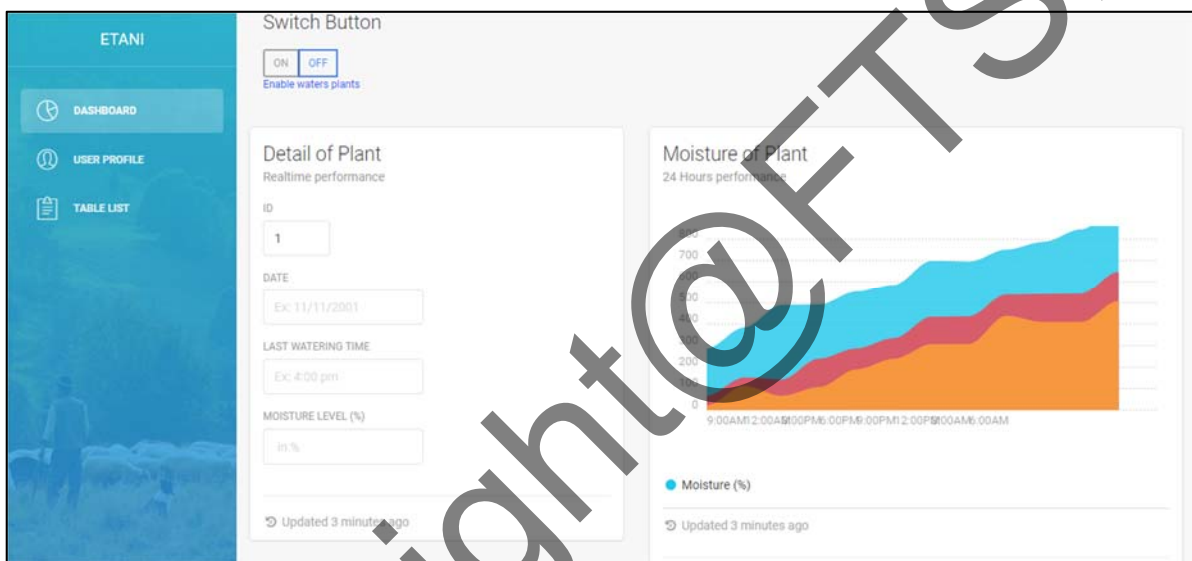 ETANI
DASHBOARD
USER PROFILE
TABLE LIST
Switch Button
ON OFF
Enable waters plants
Detail of Plant
Realtime performance
ID
1
DATE
Ex: 11/11/2001
LAST WATERING TIME
Ex: 4:00 pm
MOISTURE LEVEL (%)
in %
Updated 3 minutes ago
Moisture of Plant
24 Hours performance
800
700
600
500
400
300
200
100
0
9:00AM 6:00PM 9:00PM 6:00AM
Moisture (%)
Updated 3 minutes ago
ight@FTS